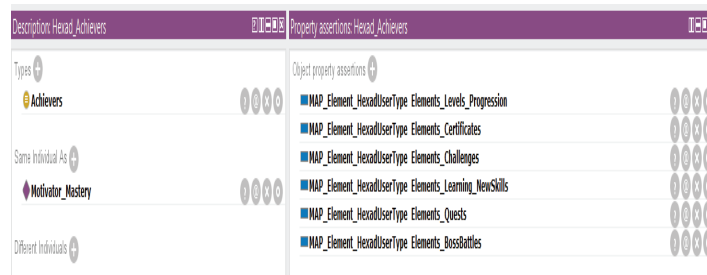 Description: Hexad_Achievers
Types
Achievers
Same Individual As
Motivator_Mastery
Different Individuals
Property assertions: Hexad_Achievers
Object property assertions
MAP_Element_HexadUserType Elements_Levels_Progression
MAP_Element_HexadUserType Elements_Certificates
MAP_Element_HexadUserType Elements_Challenges
MAP_Element_HexadUserType Elements_Learning_NewSkills
MAP_Element_HexadUserType Elements_Quests
MAP_Element_HexadUserType Elements_BossBattles